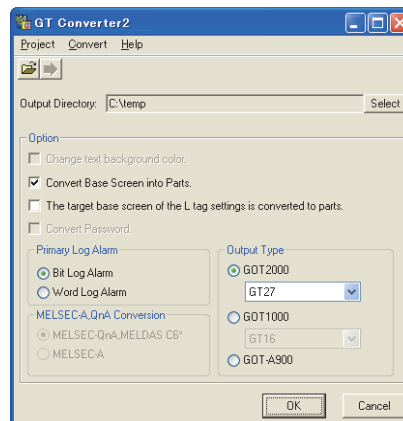 GT Converter2
Project Convert Help
Output Directory: C:\temp Select
Option
Change text background color.
Convert Base Screen into Parts.
The target base screen of the L tag settings is converted to parts.
Convert Password.
Primary Log Alarm
Bit Log Alarm
Word Log Alarm
MELSEC-A,QnA Conversion
MELSEC-QnA,MELDAS C6*
MELSEC-A
Output Type
GOT2000
GT27
GOT1000
GT16
GOT-A900
OK Cancel